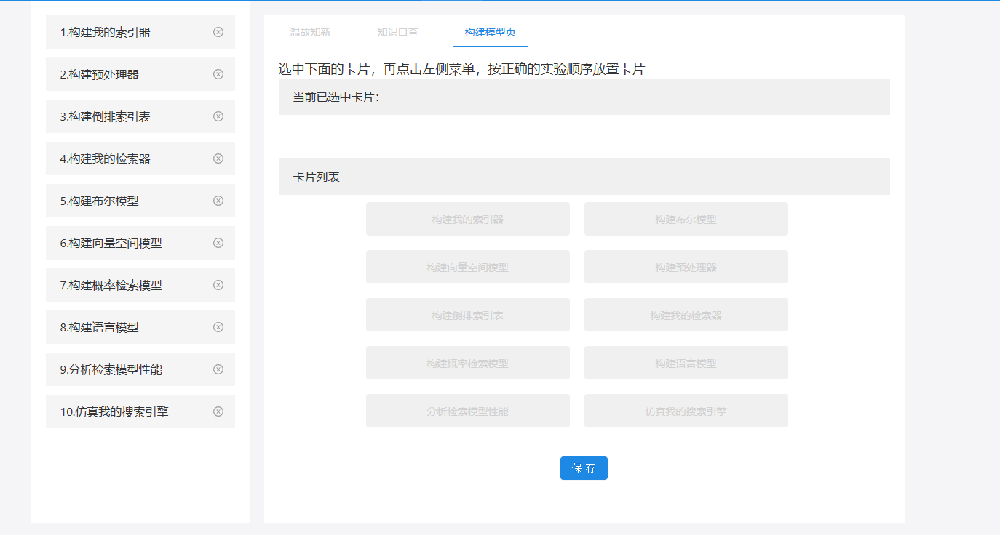 1.构建我的索引器
2.构建预处理器
3.构建倒排索引表
4.构建我的检索器
5.构建布尔模型
6.构建向量空间模型
7.构建概率检索模型
8.构建语言模型
9.分析检索模型性能
10.仿真我的搜索引擎
温故知新 知识自查 构建模型页
选中下面的卡片，再点击左侧菜单，按正确的实验顺序放置卡片
当前已选中卡片：
卡片列表
构建我的索引器 构建布尔模型
构建向量空间模型 构建预处理器
构建倒排索引表 构建我的检索器
构建概率检索模型 构建语言模型
分析检索模型性能 仿真我的搜索引擎
保 存